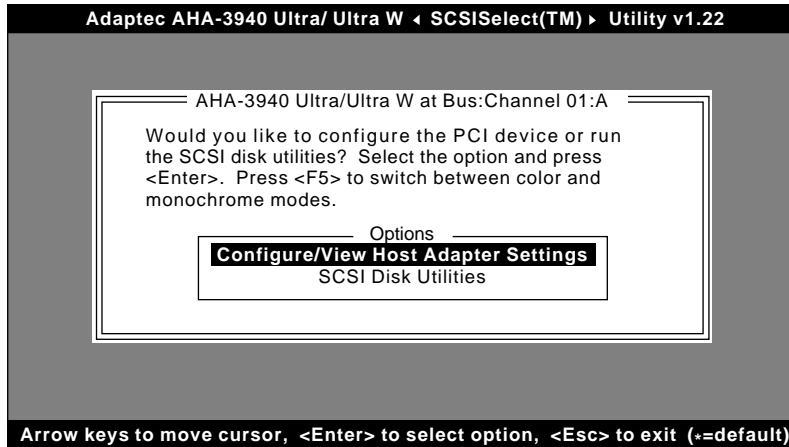 Adaptec AHA-3940 Ultra/ Ultra W ◂ SCSISelect(TM) ▸ Utility v1.22
AHA-3940 Ultra/Ultra W at Bus:Channel 01:A
Would you like to configure the PCI device or run
the SCSI disk utilities? Select the option and press
<Enter>. Press <F5> to switch between color and
monochrome modes.
Options
Configure/View Host Adapter Settings
SCSI Disk Utilities
Arrow keys to move cursor, <Enter> to select option, <Esc> to exit (*=default)